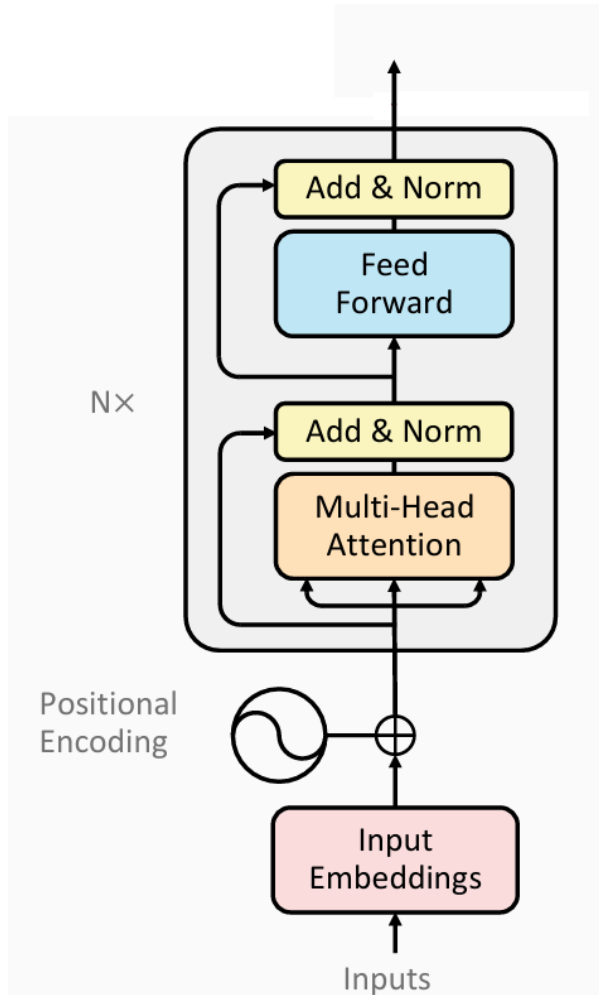 Add & Norm
Feed
Forward
N×
Add & Norm
Multi-Head
Attention
Positional
Encoding
Input
Embeddings
Inputs